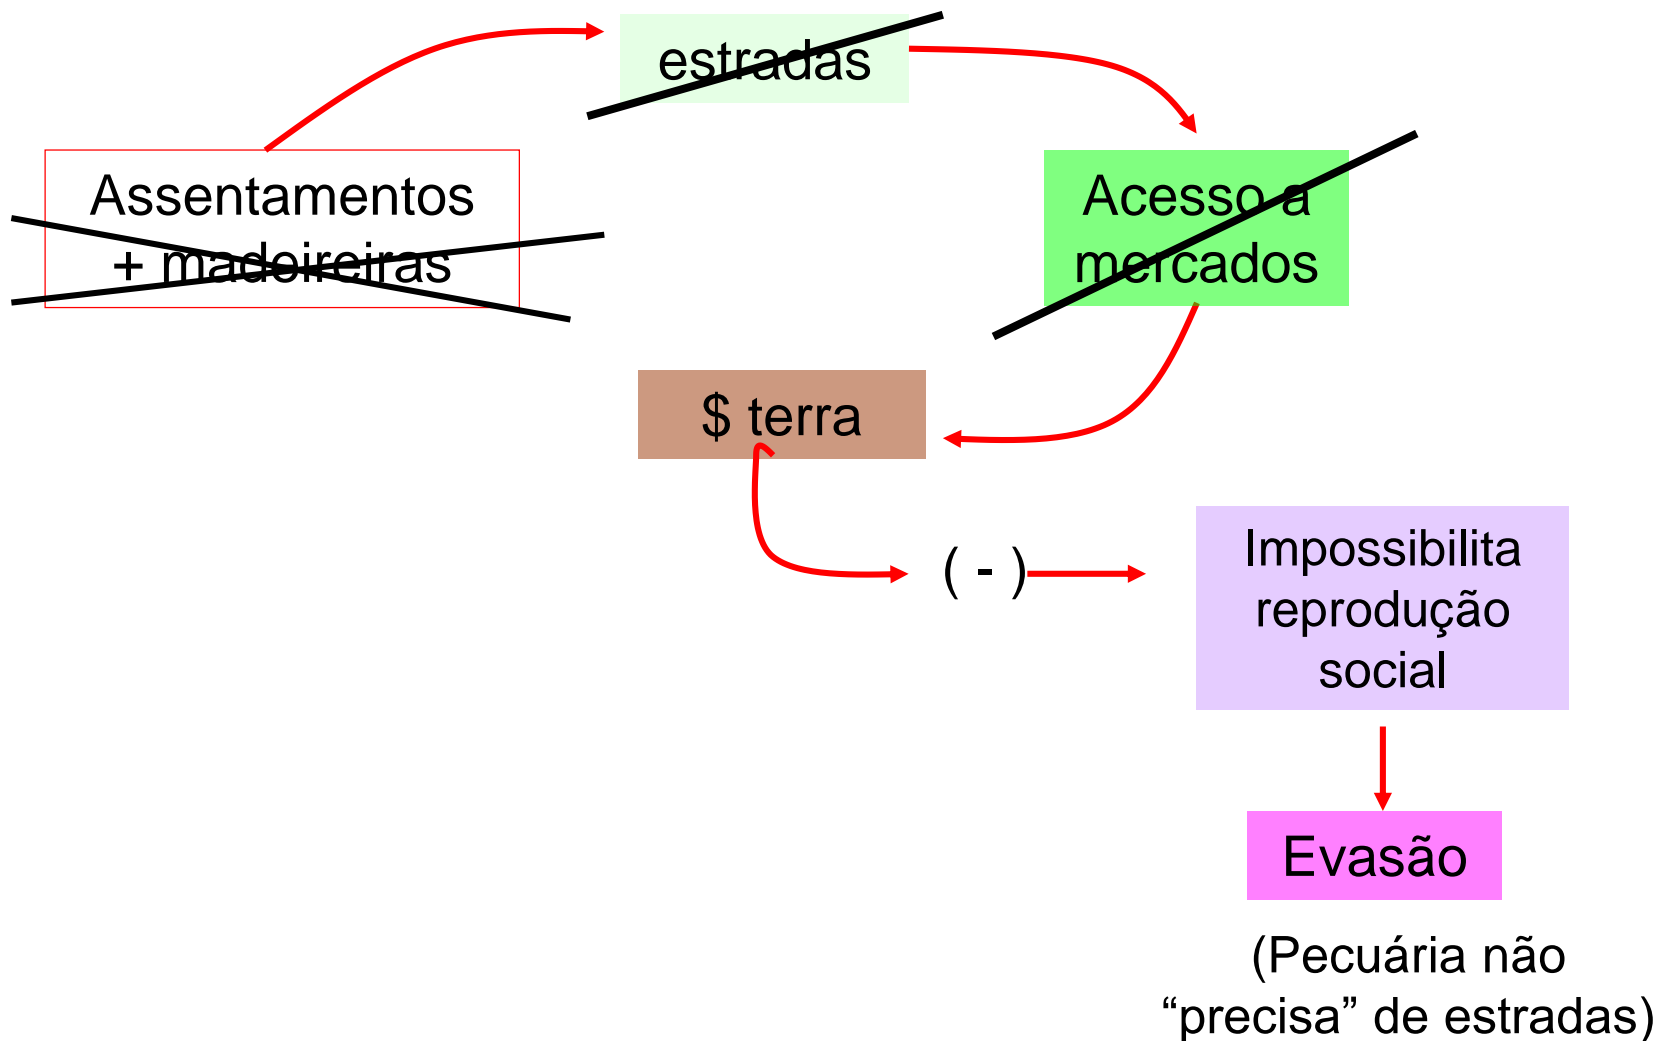 estradas
Assentamentos
+ madeireiras
Acesso a
mercados
$ terra
( - )
Impossibilita
reprodução
social
Evasão
(Pecuária não
“precisa” de estradas)